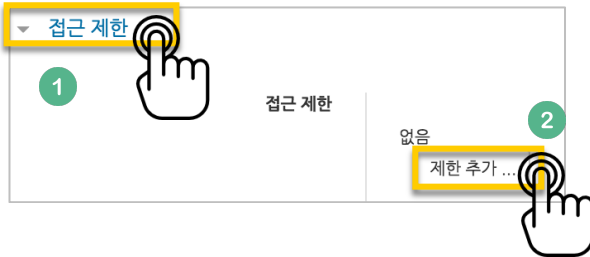 접근 제한
1
접근 제한
2
없음
제한 추가 ...